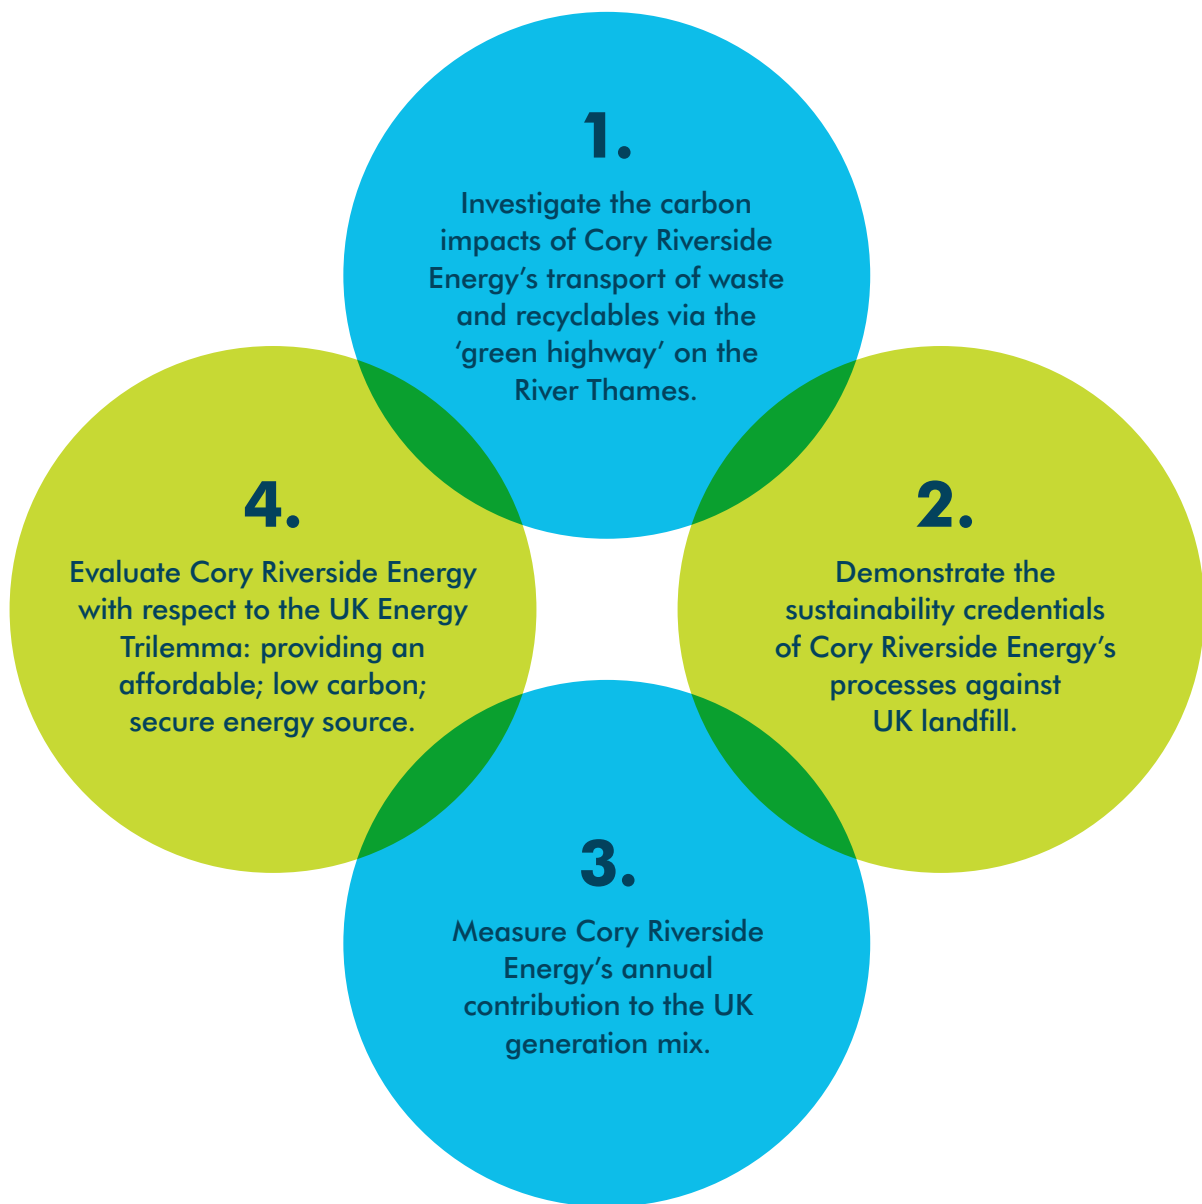 1.
Investigate the carbon
impacts of Cory Riverside
Energy’s transport of waste
and recyclables via the
‘green highway’ on the
River Thames.
2.
Demonstrate the
sustainability credentials
of Cory Riverside Energy’s
processes against
UK landfill.
3.
Measure Cory Riverside
Energy’s annual
contribution to the UK
generation mix.
4.
Evaluate Cory Riverside Energy
with respect to the UK Energy
Trilemma: providing an
affordable; low carbon;
secure energy source.